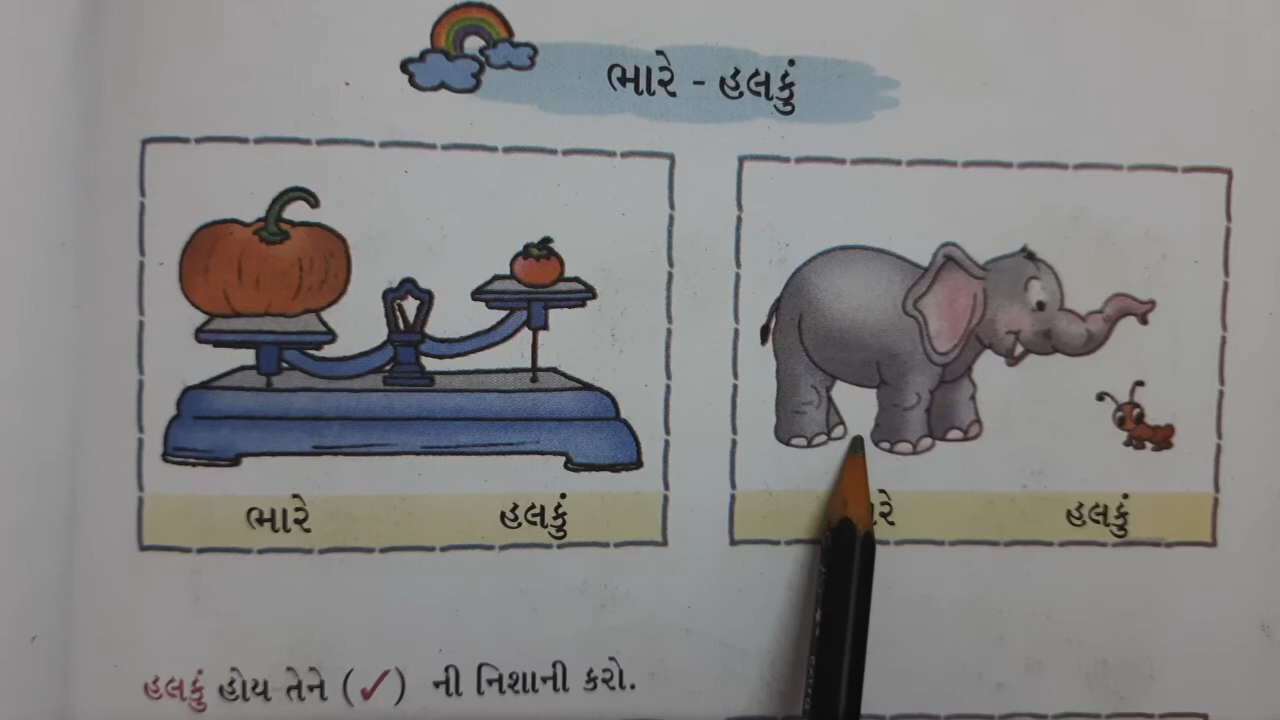 ભારે - હલકું
ભારે હલકું
હલકું
હલકું હોય તેને (✓) ની નિશાની કરો.